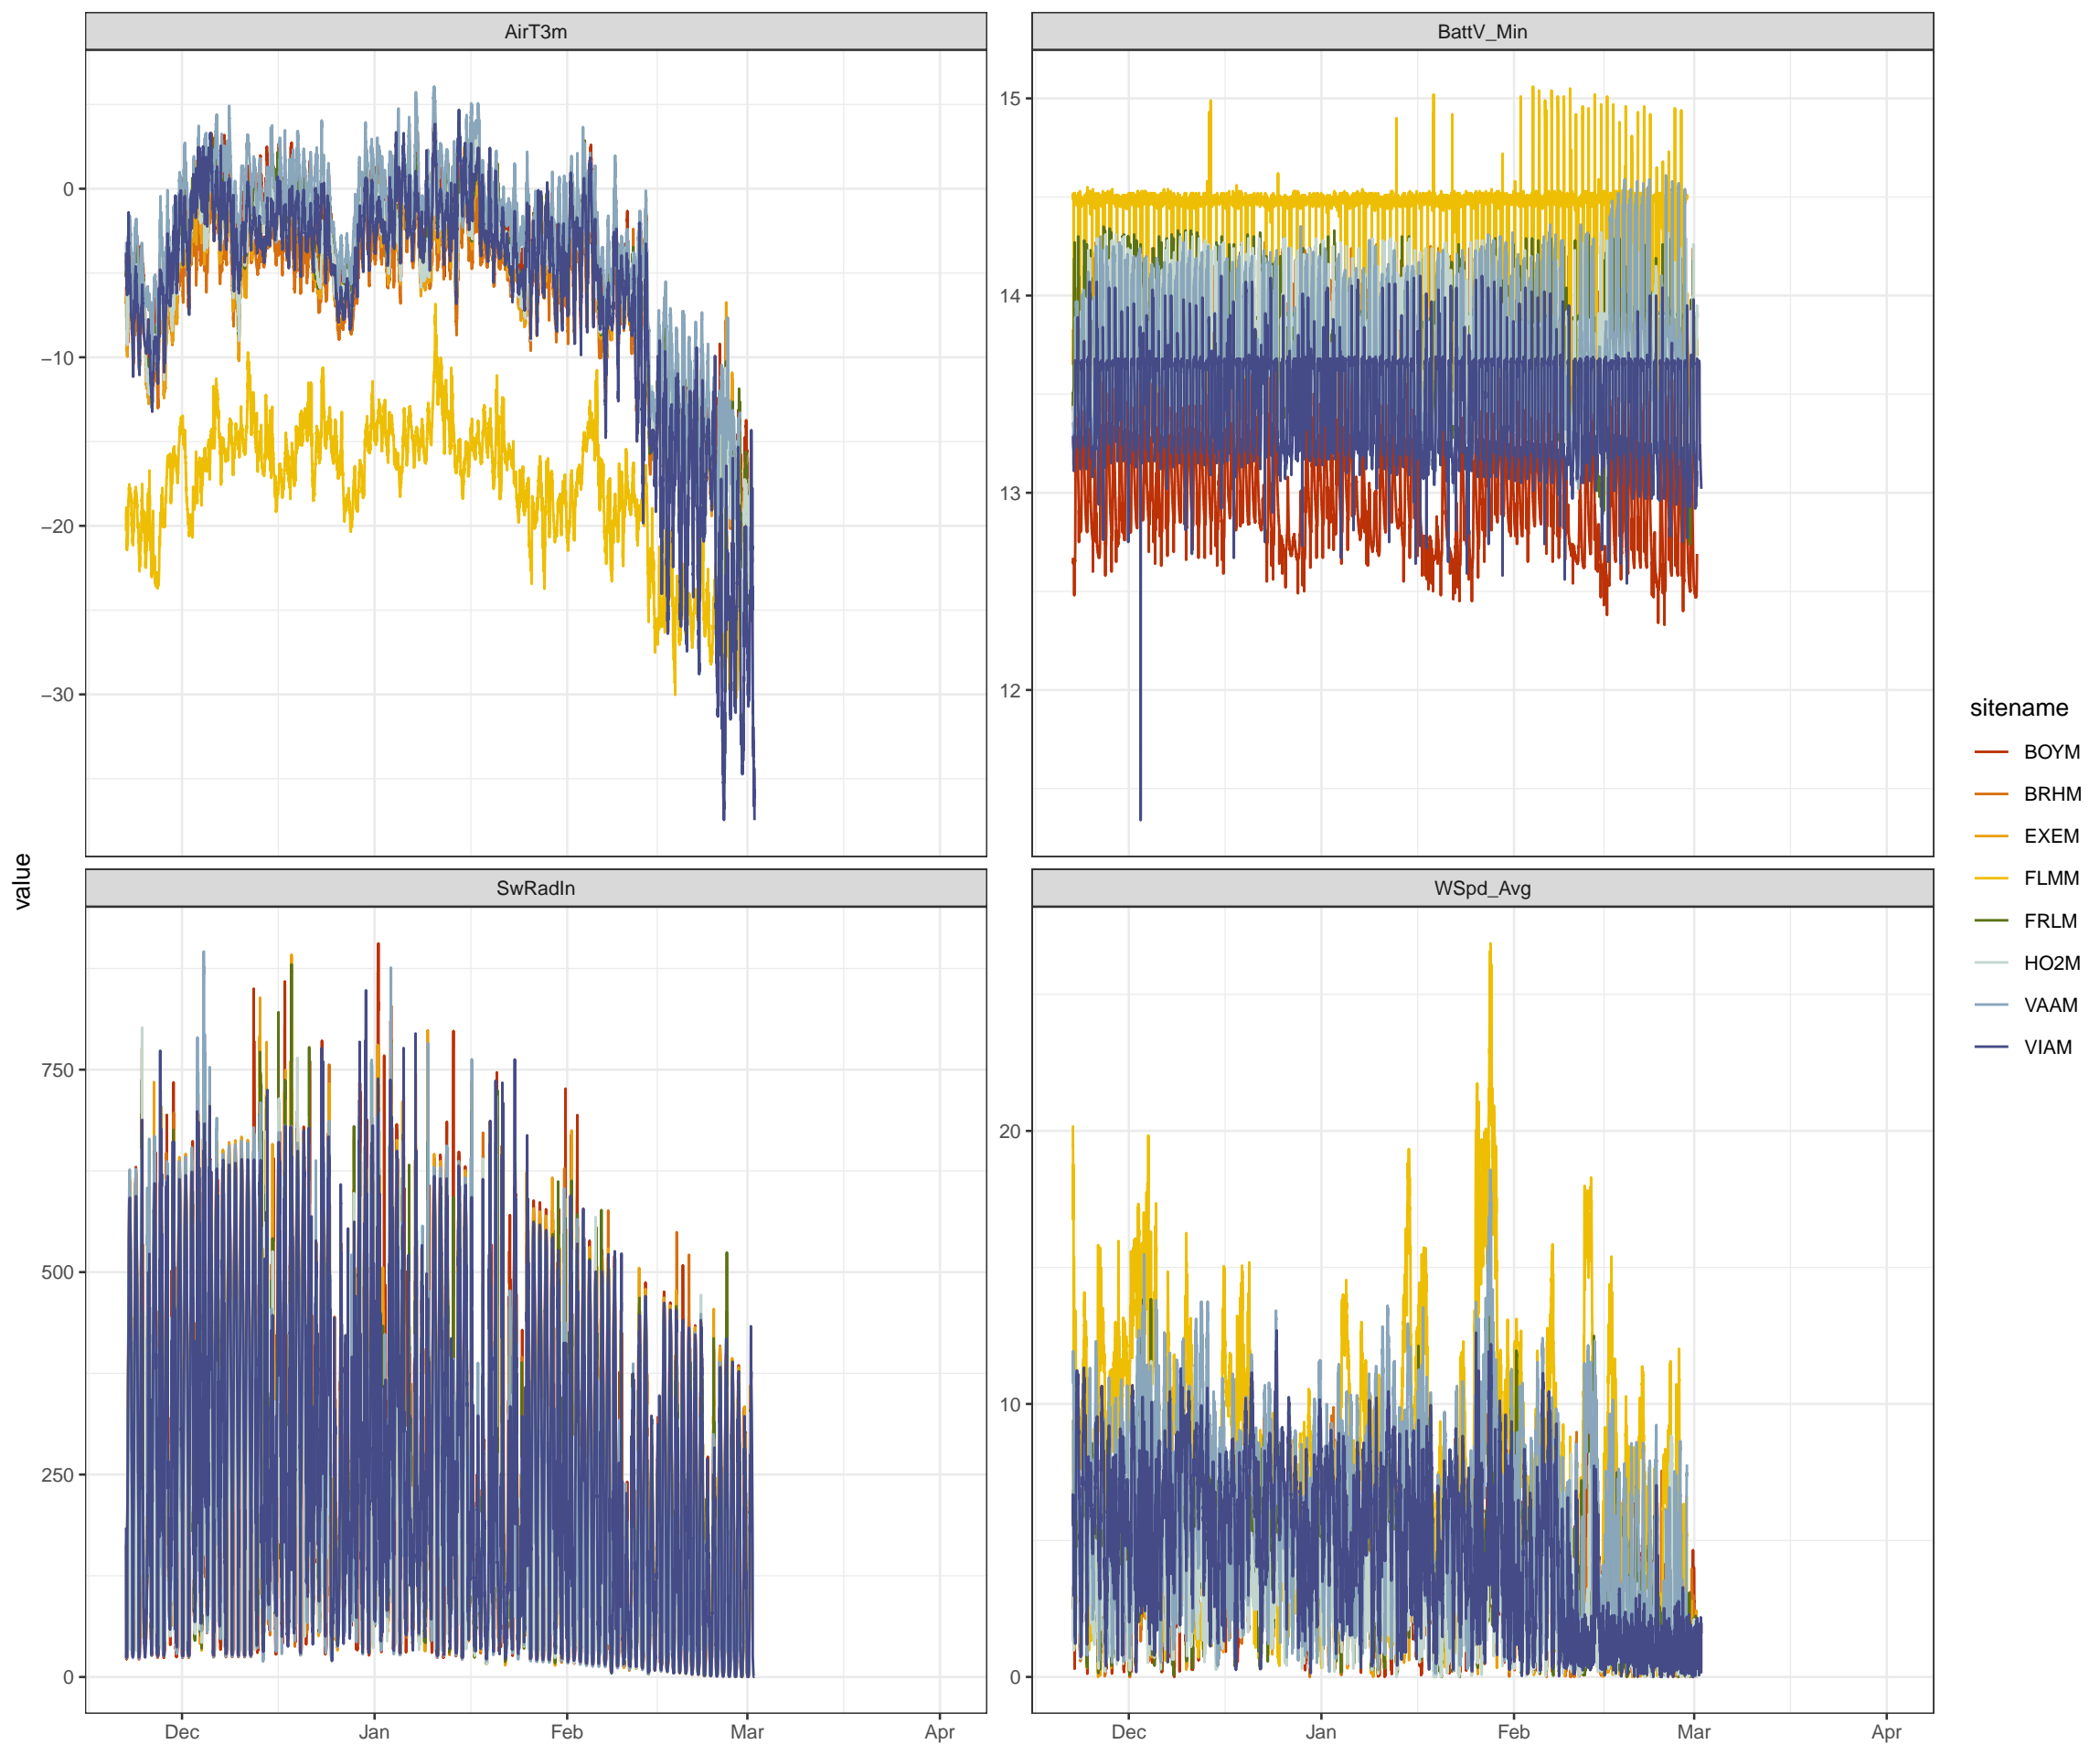 AirT3m
BattV_Min
0
−10
−20
−30
15
14
13
12
value
SwRadIn
WSpd_Avg
750
500
250
0
20
10
0
Dec Jan Feb Mar Apr
Dec Jan Feb Mar Apr
sitename
BOYM
BRHM
EXEM
FLMM
FRLM
HO2M
VAAM
VIAM